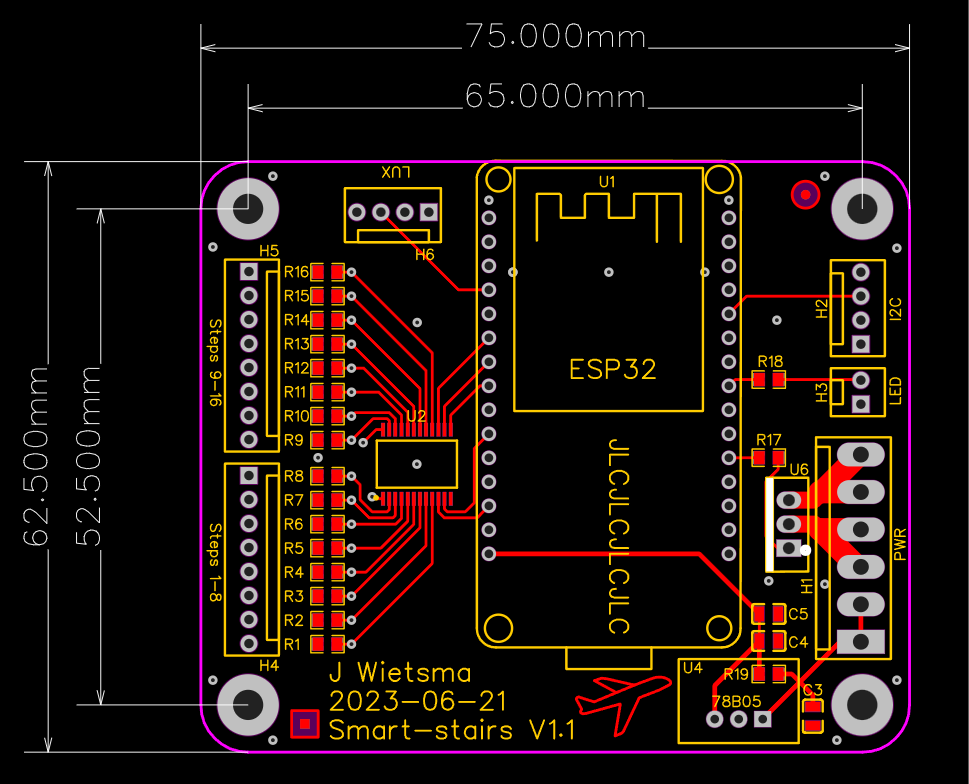 75.000mm
65.000mm
62.500mm
52.500mm
LUX
H6
U1
ESP32
JLCJLCJLCJLC
H5
Steps 9-16
R16
R15
R14
R13
R12
R11
R10
R9
U2
R8
R7
R6
R5
R4
R3
R2
R1
Steps 1-8
H4
H2
I2C
R18
H3
LED
R17
U6
H1
PWR
C5
C4
U4
R19
78B05
C3
J Wietsma
2023-06-21
Smart-stairs V1.1